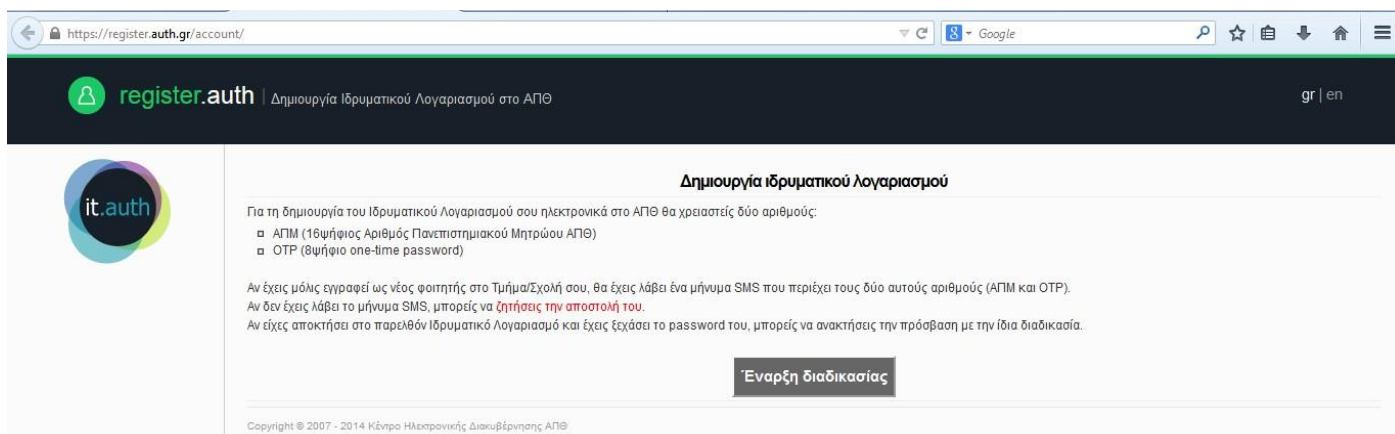 https://register.auth.gr/account/
8 Google
register.auth | Δημιουργία Ιδρυματικού Λογαριασμού στο ΑΠΘ
gr | en
it.auth
Δημιουργία ιδρυματικού λογαριασμού
Για τη δημιουργία του Ιδρυματικού Λογαριασμού σου ηλεκτρονικά στο ΑΠΘ θα χρειαστείς δύο αριθμούς:
ΑΠΜ (16ψήφιος Αριθμός Πανεπιστημιακού Μητρώου ΑΠΘ)
OTP (8ψήφιο one-time password)
Αν έχεις μόλις εγγραφεί ως νέος φοιτητής στο Τμήμα/Σχολή σου, θα έχεις λάβει ένα μήνυμα SMS που περιέχει τους δύο αυτούς αριθμούς (ΑΠΜ και OTP).
Αν δεν έχεις λάβει το μήνυμα SMS, μπορείς να ζητήσεις την αποστολή του.
Αν είχες αποκτήσει στο παρελθόν Ιδρυματικό Λογαριασμό και έχεις ξεχάσει το password του, μπορείς να ανακτήσεις την πρόσβαση με την ίδια διαδικασία.
Έναρξη διαδικασίας
Copyright © 2007 - 2014 Κέντρο Ηλεκτρονικής Διακυβέρνησης ΑΠΘ